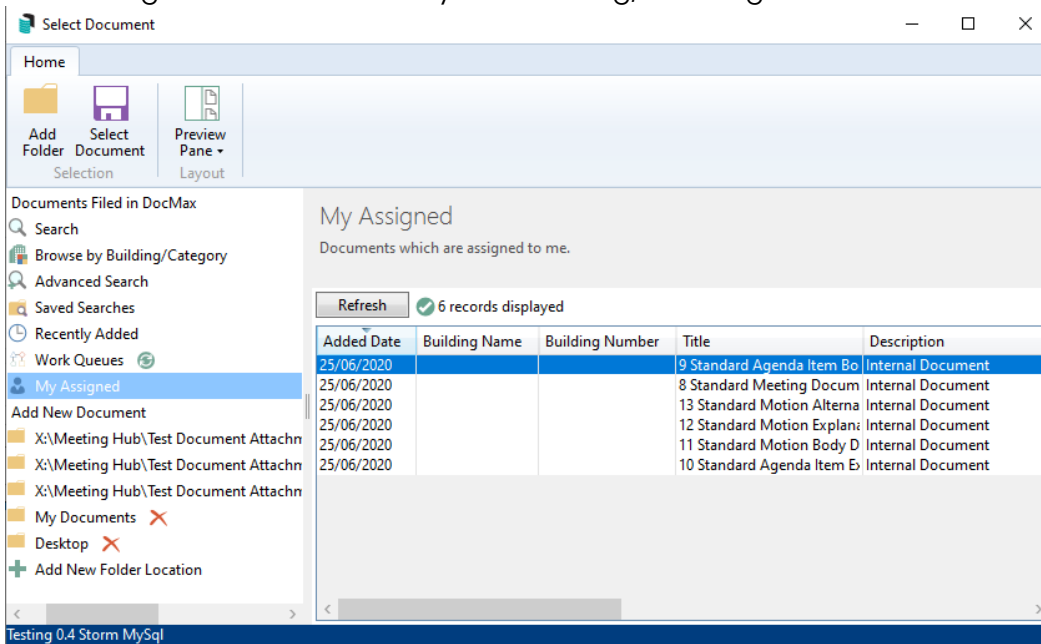 Select Document
Home
Add Folder
Select Document
Preview Pane
Selection
Layout
Documents Filed in DocMax
Search
Browse by Building/Category
Advanced Search
Saved Searches
Recently Added
Work Queues
My Assigned
Add New Document
X:\Meeting Hub\Test Document Attachm
X:\Meeting Hub\Test Document Attachm
X:\Meeting Hub\Test Document Attachm
My Documents
Desktop
Add New Folder Location
My Assigned
Documents which are assigned to me.
Refresh 6 records displayed
Added Date Building Name Building Number Title Description
25/06/2020 9 Standard Agenda Item Bo Internal Document
25/06/2020 8 Standard Meeting Docum Internal Document
25/06/2020 13 Standard Motion Alterna Internal Document
25/06/2020 12 Standard Motion Explana Internal Document
25/06/2020 11 Standard Motion Body D Internal Document
25/06/2020 10 Standard Agenda Item Ex Internal Document
Testing 0.4 Storm MySql